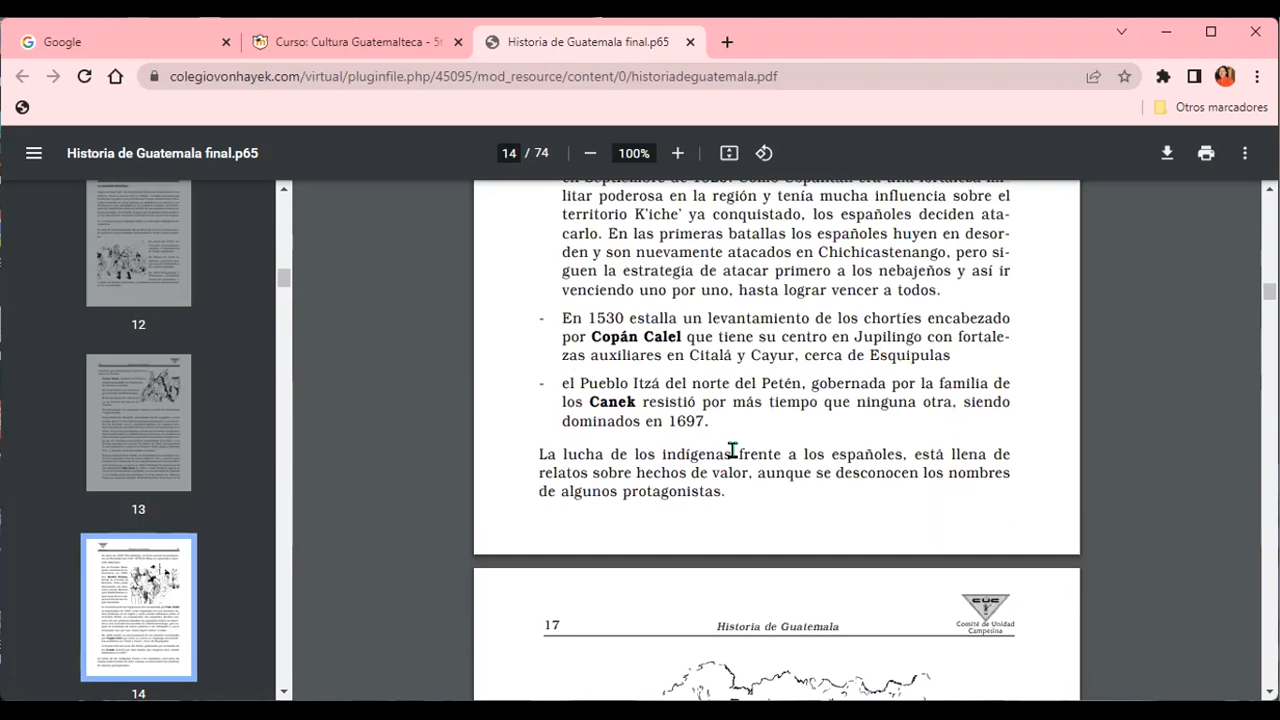 Google
Curso: Cultura Guatemalteca - 5t
Historia de Guatemala final.p65
colegiovonhayek.com/virtual/pluginfile.php/45095/mod_resource/content/0/historiadeguatemala.pdf
Otros marcadores
Historia de Guatemala final.p65
14 / 74
100%
12
13
14
litar poderosa en la región y tenía mucha influencia sobre el
territorio K'iche' ya conquistado, los españoles deciden ata-
carlo. En las primeras batallas los españoles huyen en desor-
den y son nuevamente atacados en Chichicastenango, pero si-
guen la estrategia de atacar primero a los nebajeños y así ir
venciendo uno por uno, hasta lograr vencer a todos.
- En 1530 estalla un levantamiento de los chortíes encabezado
por Copán Calel que tiene su centro en Jupilingo con fortale-
zas auxiliares en Citalá y Cayur, cerca de Esquipulas
- el Pueblo Itzá del norte del Petén, gobernada por la familia de
los Canek resistió por más tiempo que ninguna otra, siendo
dominados en 1697.
La lucha de los indígenas frente a los españoles, está llena de
relatos sobre hechos de valor, aunque se desconocen los nombres
de algunos protagonistas.
17
Historia de Guatemala
CUC
Comité de Unidad
Campesina